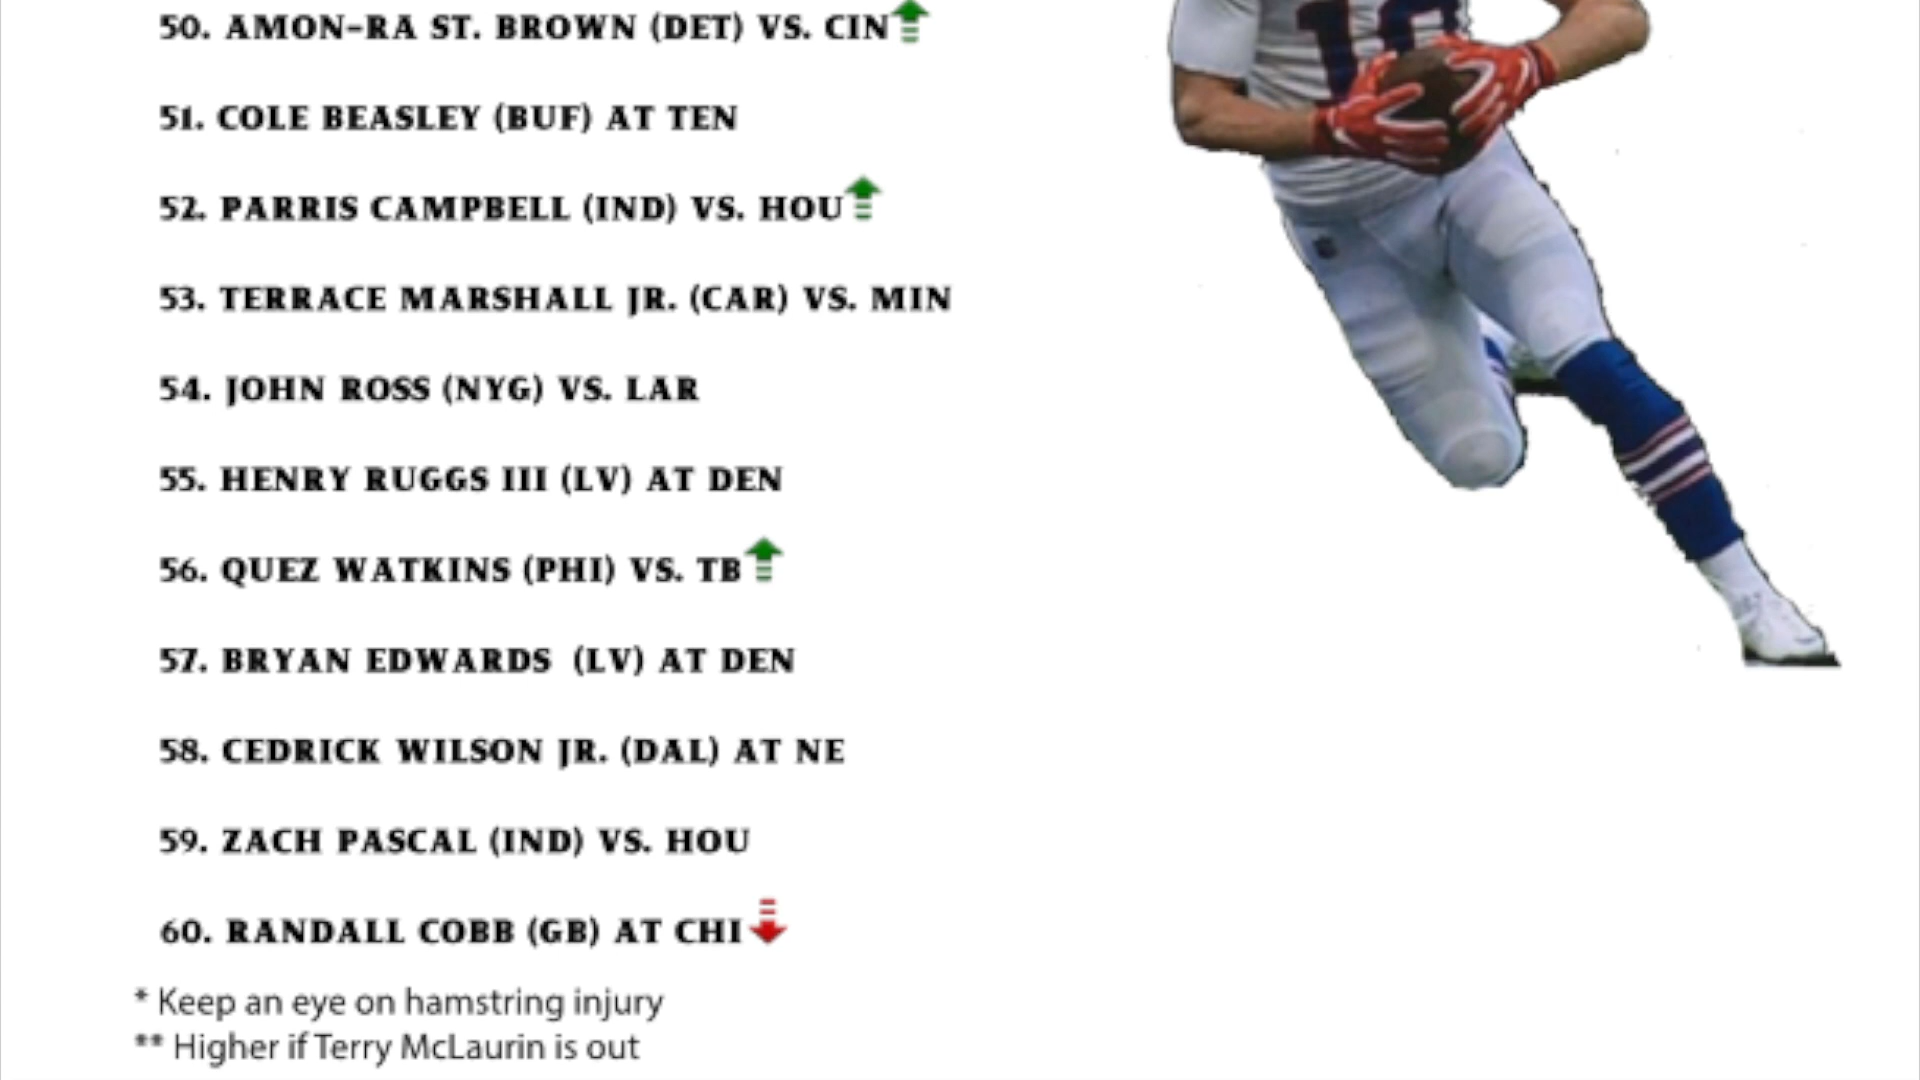 50. AMON-RA ST. BROWN (DET) VS. CIN
51. COLE BEASLEY (BUF) AT TEN
52. PARRIS CAMPBELL (IND) VS. HOU
53. TERRACE MARSHALL JR. (CAR) VS. MIN
54. JOHN ROSS (NYG) VS. LAR
55. HENRY RUGGS III (LV) AT DEN
56. QUEZ WATKINS (PHI) VS. TB
57. BRYAN EDWARDS (LV) AT DEN
58. CEDRICK WILSON JR. (DAL) AT NE
59. ZACH PASCAL (IND) VS. HOU
60. RANDALL COBB (GB) AT CHI
* Keep an eye on hamstring injury
** Higher if Terry McLaurin is out